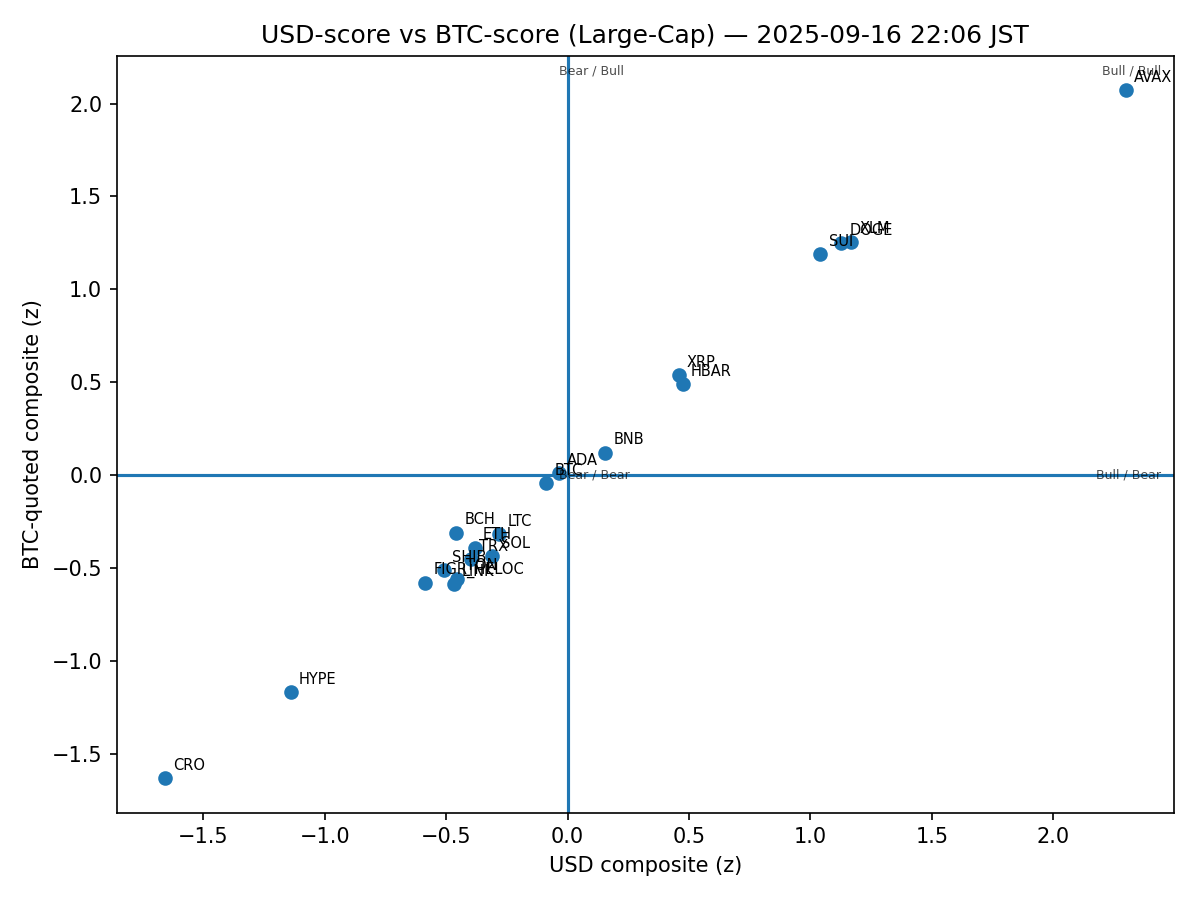 USD-score vs BTC-score (Large-Cap) — 2025-09-16 22:06 JST
Bear / Bull
Bull / Bull
AVAX
XLM
DOGE
SUI
XRP
HBAR
BNB
ADA
BTC
Bear / Bear
Bull / Bear
BCH
LTC
ETH
SOL
TRX
SHIB
TON
FIGR_HELOC
LINK
HYPE
CRO
2.0
1.5
1.0
0.5
0.0
−0.5
−1.0
−1.5
BTC-quoted composite (z)
−1.5
−1.0
−0.5
0.0
0.5
1.0
1.5
2.0
USD composite (z)